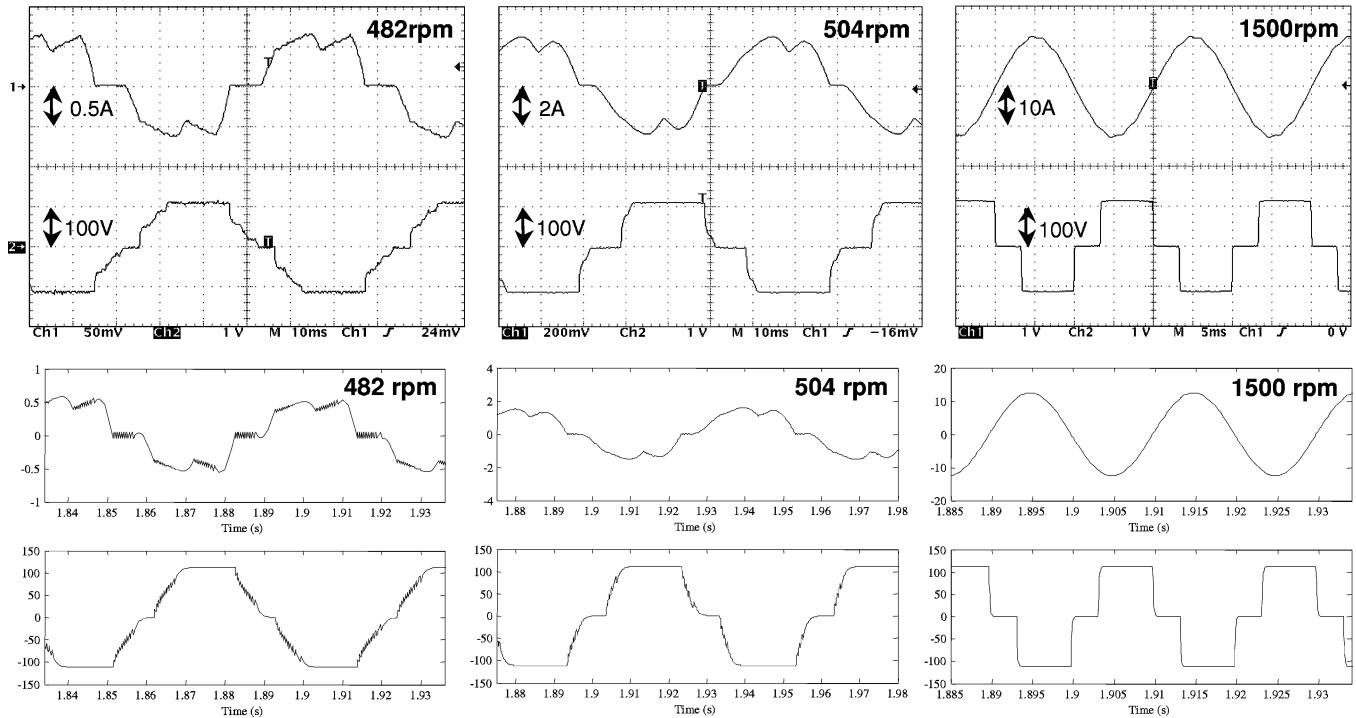 482rpm
504rpm
1500rpm
1→
0.5A
2A
10A
T
T
T
100V
100V
100V
2→
T
T
Ch1 50mV Ch2 1 V M 10ms Ch1 24mV
Ch1 200mV Ch2 1 V M 10ms Ch1 −16mV
Ch1 1 V Ch2 1 V M 5ms Ch1 0 V
482 rpm
1
0.5
0
-0.5
-1
1.84 1.85 1.86 1.87 1.88 1.89 1.9 1.91 1.92 1.93
Time (s)
504 rpm
4
2
0
-2
-4
1.88 1.89 1.9 1.91 1.92 1.93 1.94 1.95 1.96 1.97 1.98
Time (s)
1500 rpm
20
10
0
-10
-20
1.885 1.89 1.895 1.9 1.905 1.91 1.915 1.92 1.925 1.93
Time (s)
150
100
50
0
-50
-100
-150
1.84 1.85 1.86 1.87 1.88 1.89 1.9 1.91 1.92 1.93
Time (s)
150
100
50
0
-50
-100
-150
1.88 1.89 1.9 1.91 1.92 1.93 1.94 1.95 1.96 1.97 1.98
Time (s)
150
100
50
0
-50
-100
-150
1.885 1.89 1.895 1.9 1.905 1.91 1.915 1.92 1.925 1.93
Time (s)